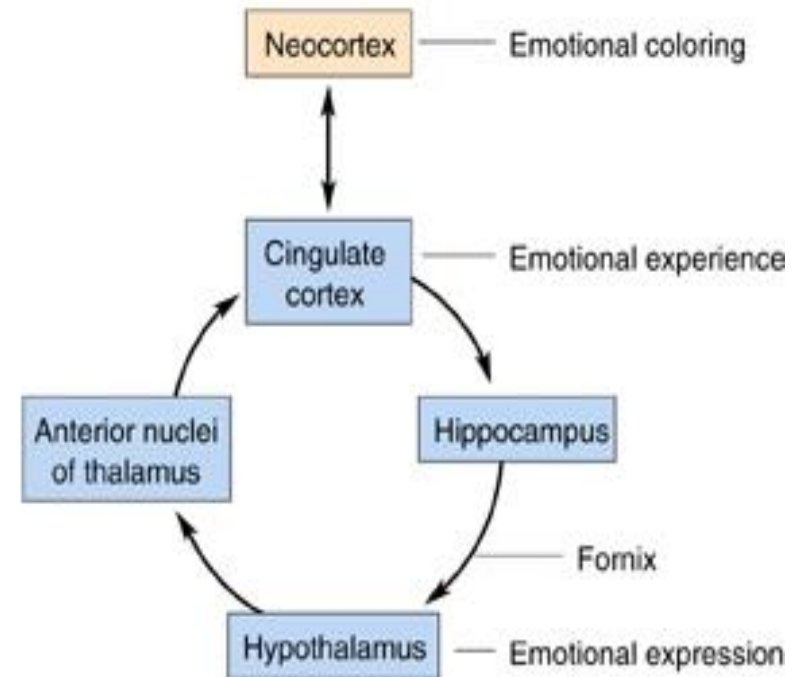 Neocortex
Emotional coloring
Cingulate
cortex
Emotional experience
Anterior nuclei
of thalamus
Hippocampus
Fornix
Hypothalamus
Emotional expression